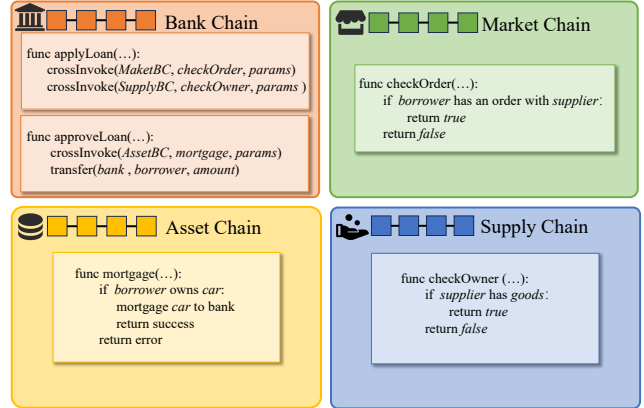 Bank Chain
func applyLoan(…):
crossInvoke(MaketBC, checkOrder, params)
crossInvoke(SupplyBC, checkOwner, params )
func approveLoan(…):
crossInvoke(AssetBC, mortgage, params)
transfer(bank , borrower, amount)
Market Chain
func checkOrder(…):
if borrower has an order with supplier:
return true
return false
Asset Chain
func mortgage(…):
if borrower owns car:
mortgage car to bank
return success
return error
Supply Chain
func checkOwner (…):
if supplier has goods:
return true
return false